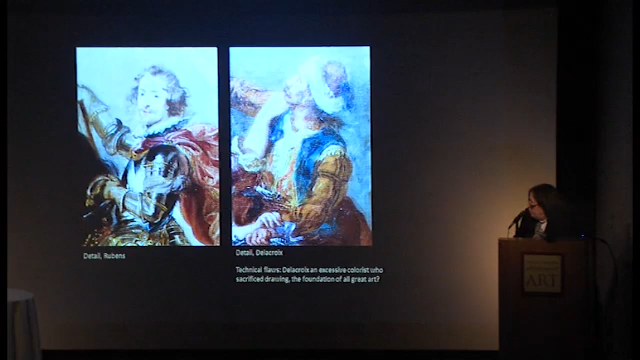 Detail, Rubens
Detail, Delacroix
Technical flaws: Delacroix an excessive colorist who
sacrificed drawing, the foundation of all great art?
ART